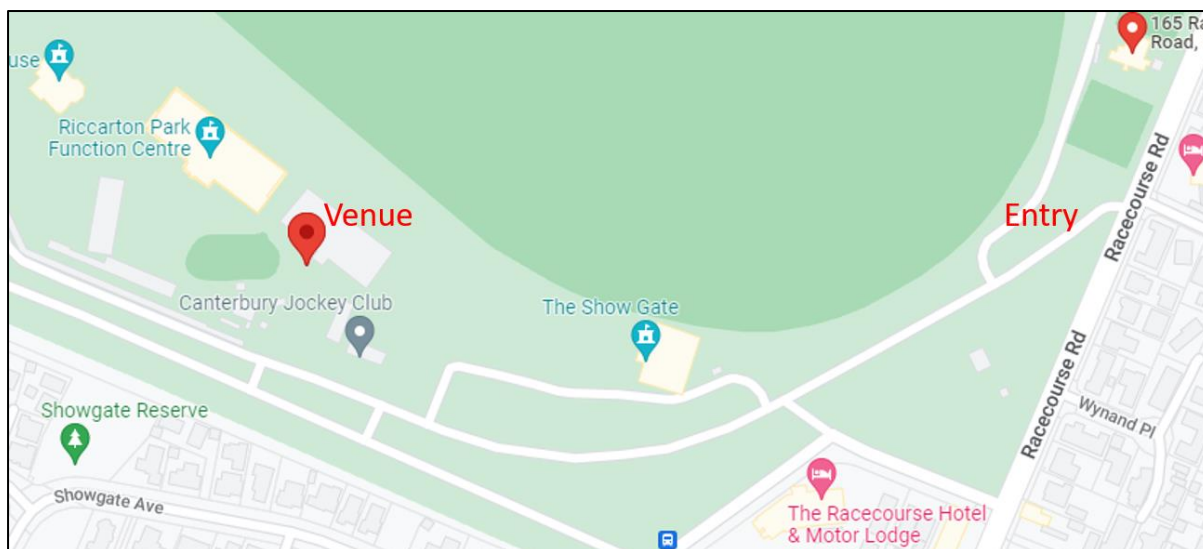 use
Riccarton Park
Function Centre
Venue
Canterbury Jockey Club
The Show Gate
Entry
165 Ra
Road,
Racecourse Rd
Racecourse Rd
Wynand Pl
Showgate Reserve
Showgate Ave
The Racecourse Hotel
& Motor Lodge